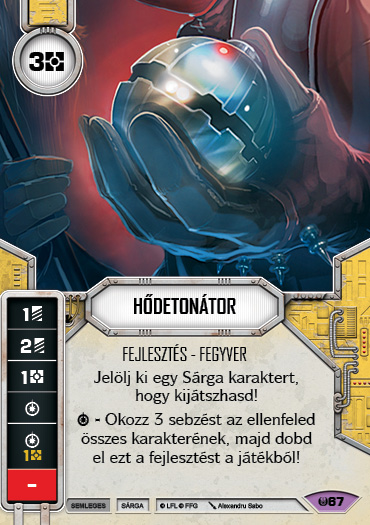 3
HŐDETONÁTOR
FEJLESZTÉS - FEGYVER
1
2
1
1
-
Jelölj ki egy Sárga karaktert,
hogy kijátszhasd!
- Okozz 3 sebzést az ellenfeled
összes karakterének, majd dobd
el ezt a fejlesztést a játékból!
SEMLEGES SÁRGA © LFL © FFG Alexandru Sabo 67